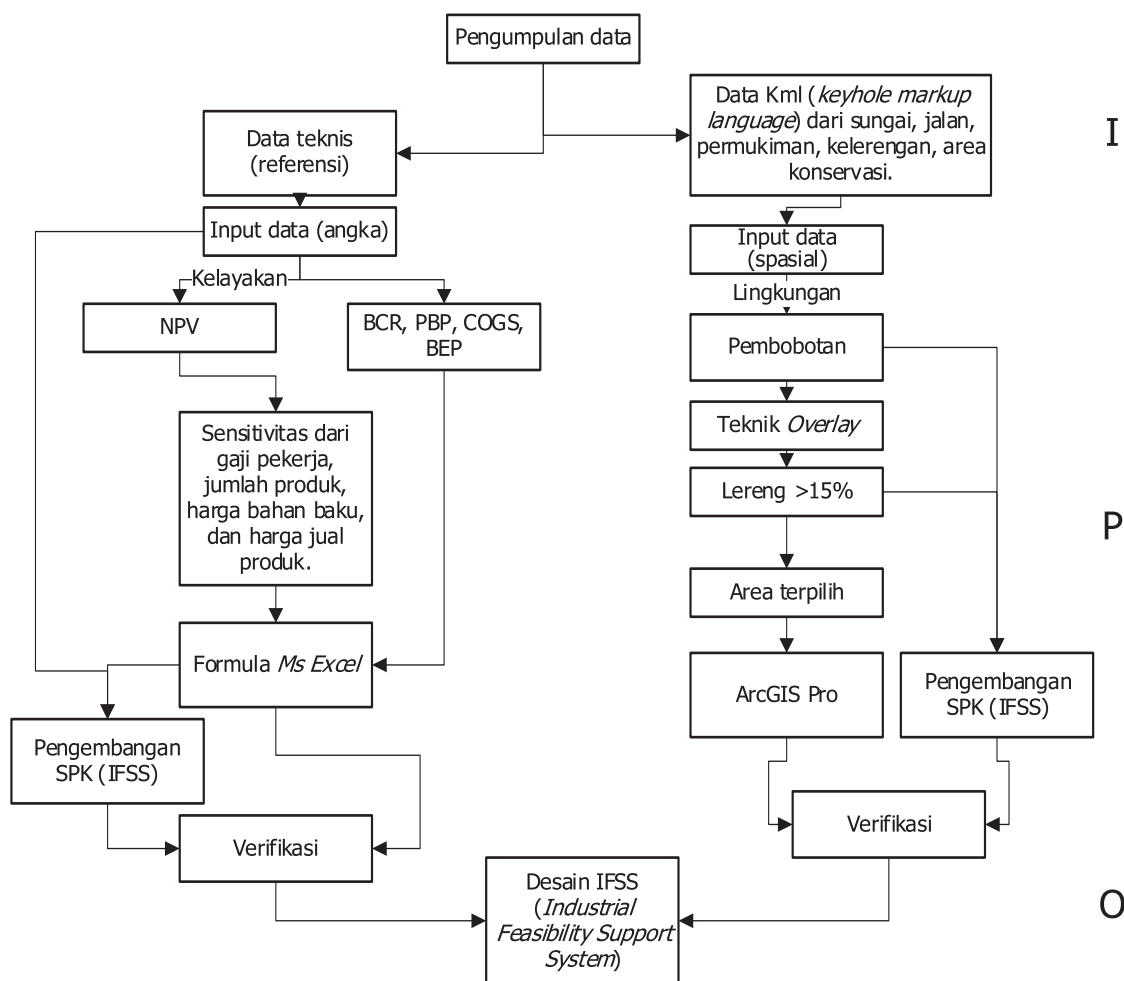 Pengumpulan data
Data Kml (keyhole markup
language) dari sungai, jalan,
permukiman, kelerengan, area
konservasi.
I
Data teknis
(referensi)
Input data (angka)
Input data
(spasial)
Kelayakan
Lingkungan
NPV
BCR, PBP, COGS,
BEP
Pembobotan
Teknik Overlay
Sensitivitas dari
gaji pekerja,
jumlah produk,
harga bahan baku,
dan harga jual
produk.
Lereng >15%
P
Area terpilih
Formula Ms Excel
ArcGIS Pro
Pengembangan
SPK (IFSS)
Pengembangan
SPK (IFSS)
Verifikasi
Verifikasi
Desain IFSS
(Industrial
Feasibility Support
System)
O